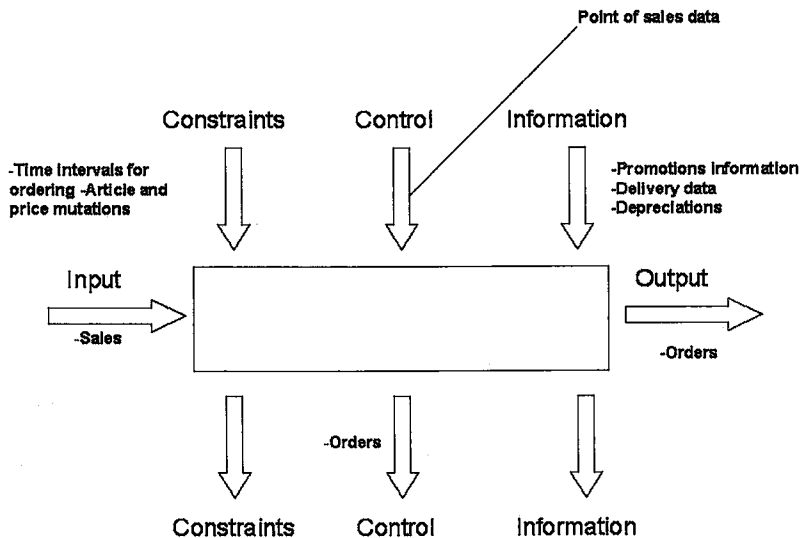 Point of sales data
Constraints
Control
Information
-Time intervals for
ordering -Article and
price mutations
-Promotions information
-Delivery data
-Depreciations
Input
Output
-Sales
-Orders
-Orders
Constraints
Control
Information